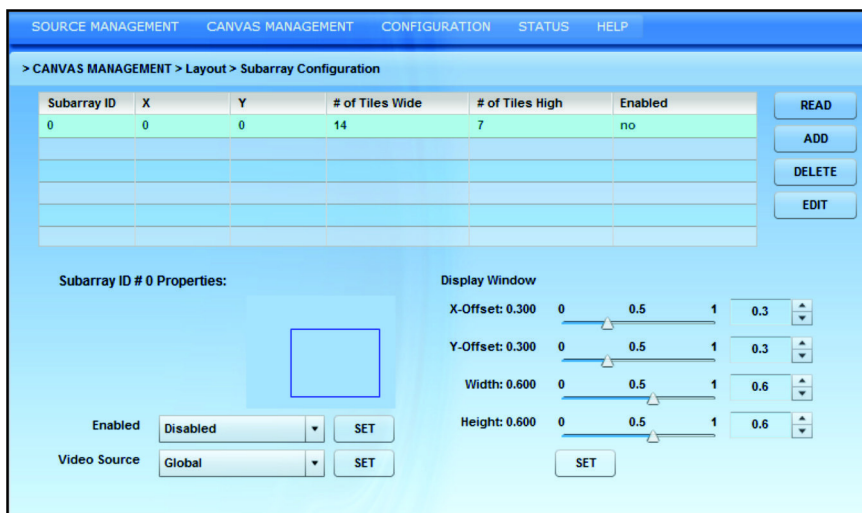 SOURCE MANAGEMENT CANVAS MANAGEMENT CONFIGURATION STATUS HELP
> CANVAS MANAGEMENT > Layout > Subarray Configuration
Subarray ID X Y # of Tiles Wide # of Tiles High Enabled
0 0 0 14 7 no
READ
ADD
DELETE
EDIT
Subarray ID # 0 Properties:
Enabled Disabled SET
Video Source Global SET
Display Window
X-Offset: 0.300 0 0.5 1 0.3
Y-Offset: 0.300 0 0.5 1 0.3
Width: 0.600 0 0.5 1 0.6
Height: 0.600 0 0.5 1 0.6
SET